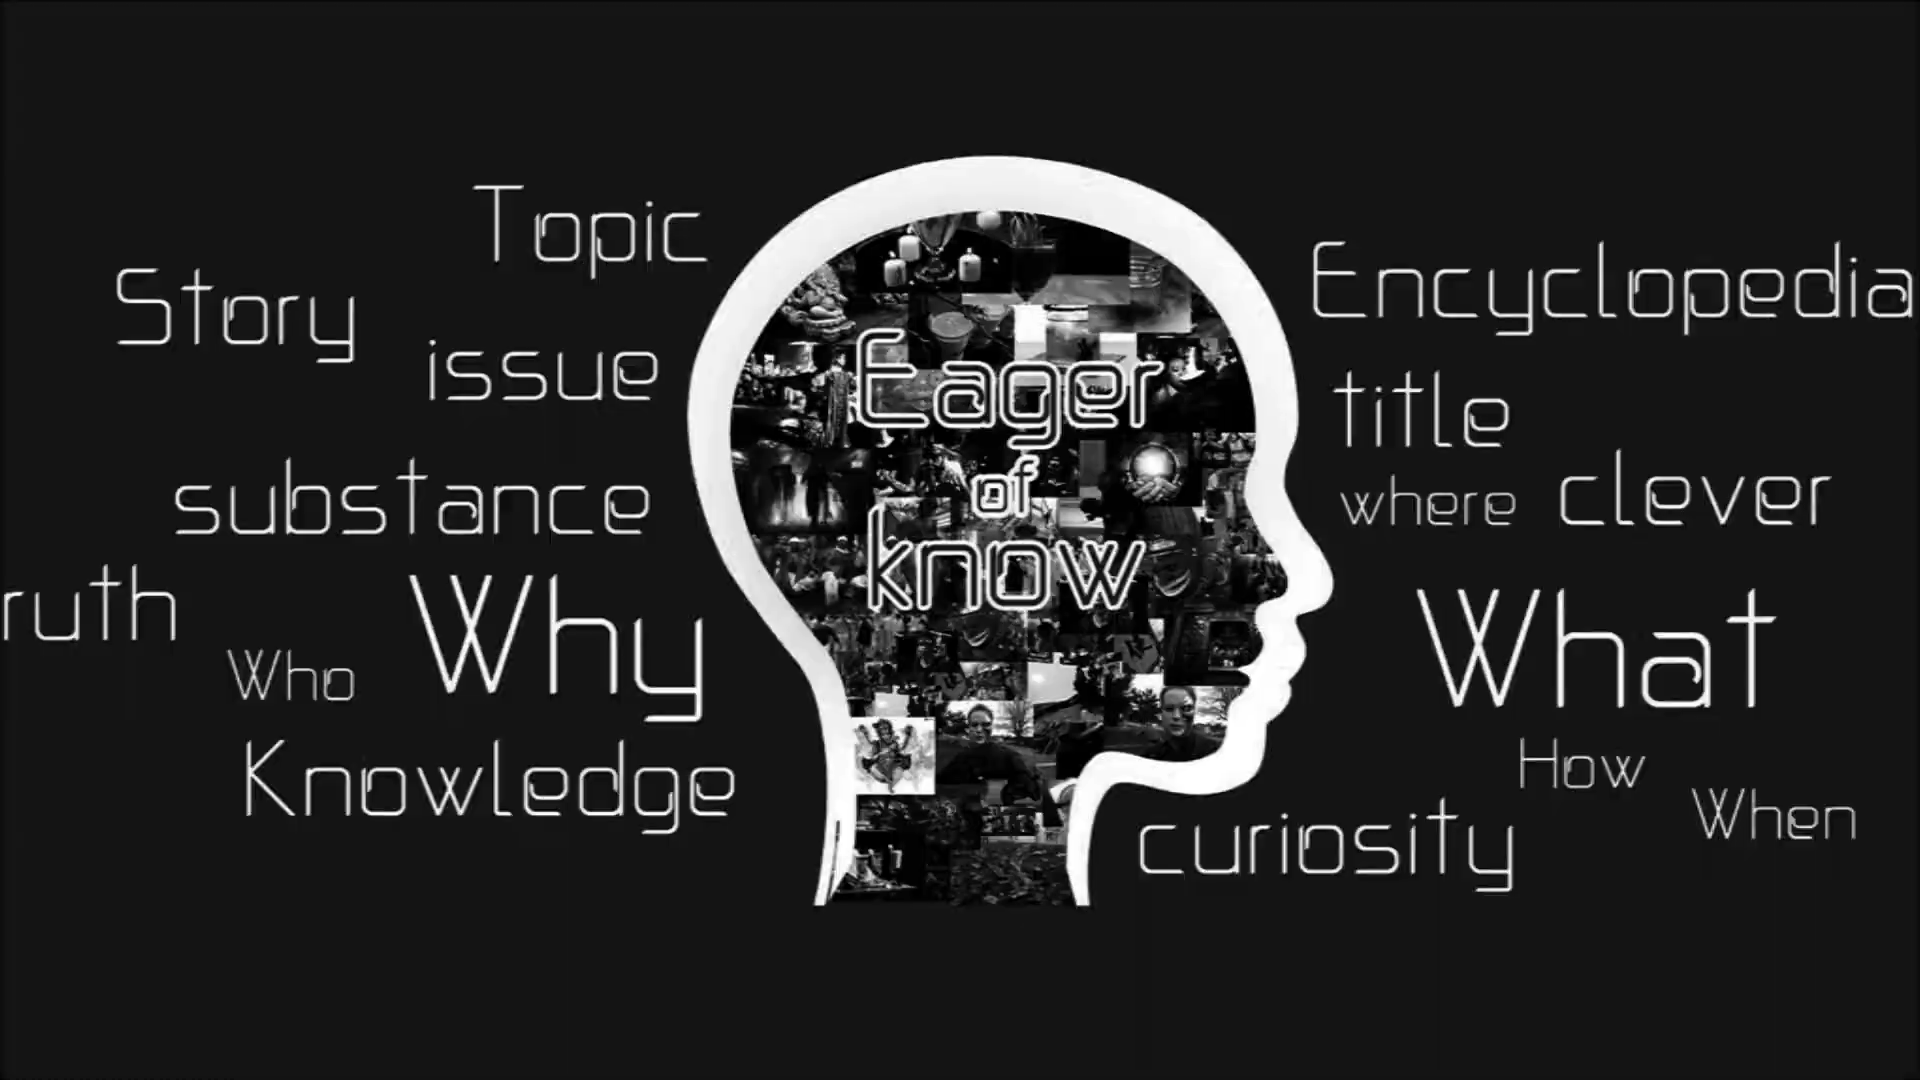 Topic
Story
issue
substance
ruth
Why
Who
Knowledge
Eager
of
know
Encyclopedia
title
where clever
What
How
When
curiosity